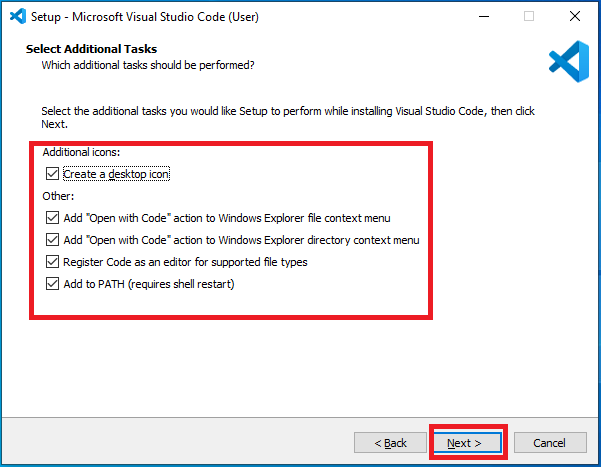 Setup - Microsoft Visual Studio Code (User)
Select Additional Tasks
Which additional tasks should be performed?
Select the additional tasks you would like Setup to perform while installing Visual Studio Code, then click
Next.
Additional icons:
Create a desktop icon
Other:
Add "Open with Code" action to Windows Explorer file context menu
Add "Open with Code" action to Windows Explorer directory context menu
Register Code as an editor for supported file types
Add to PATH (requires shell restart)
< Back Next > Cancel